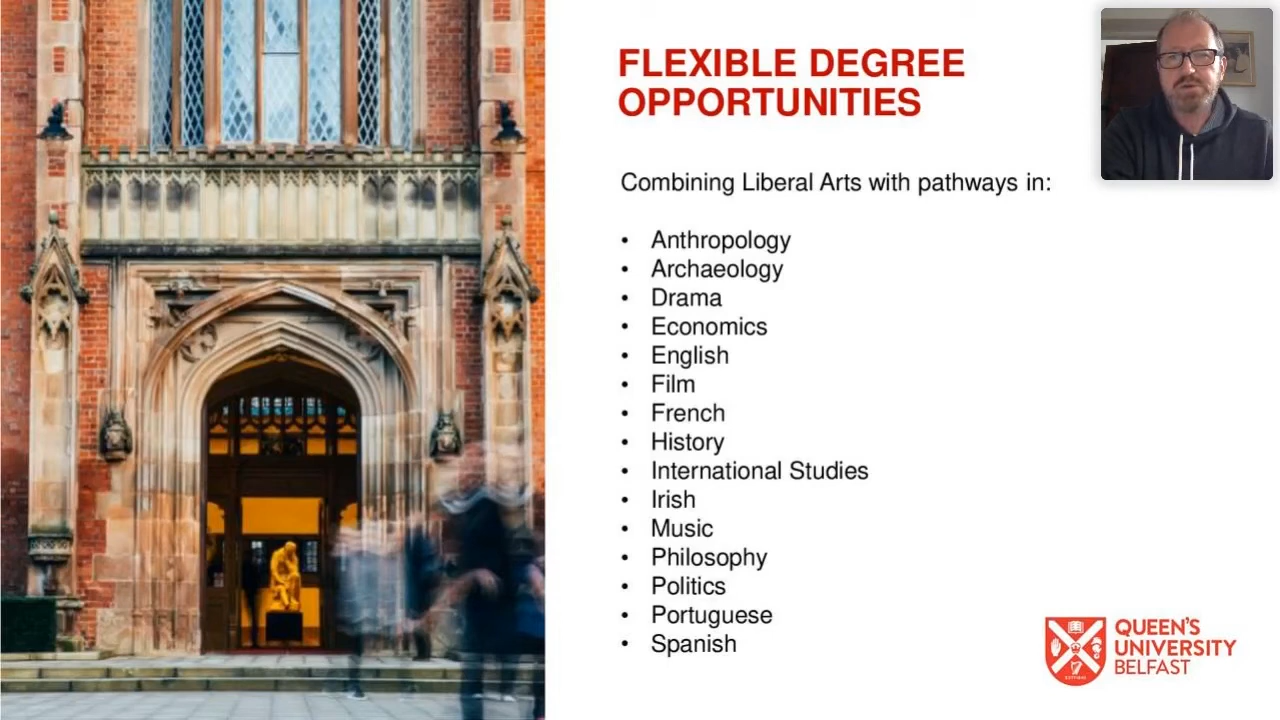 FLEXIBLE DEGREE
OPPORTUNITIES
Combining Liberal Arts with pathways in:
• Anthropology
• Archaeology
• Drama
• Economics
• English
• Film
• French
• History
• International Studies
• Irish
• Music
• Philosophy
• Politics
• Portuguese
• Spanish
QUEEN'S
UNIVERSITY
BELFAST